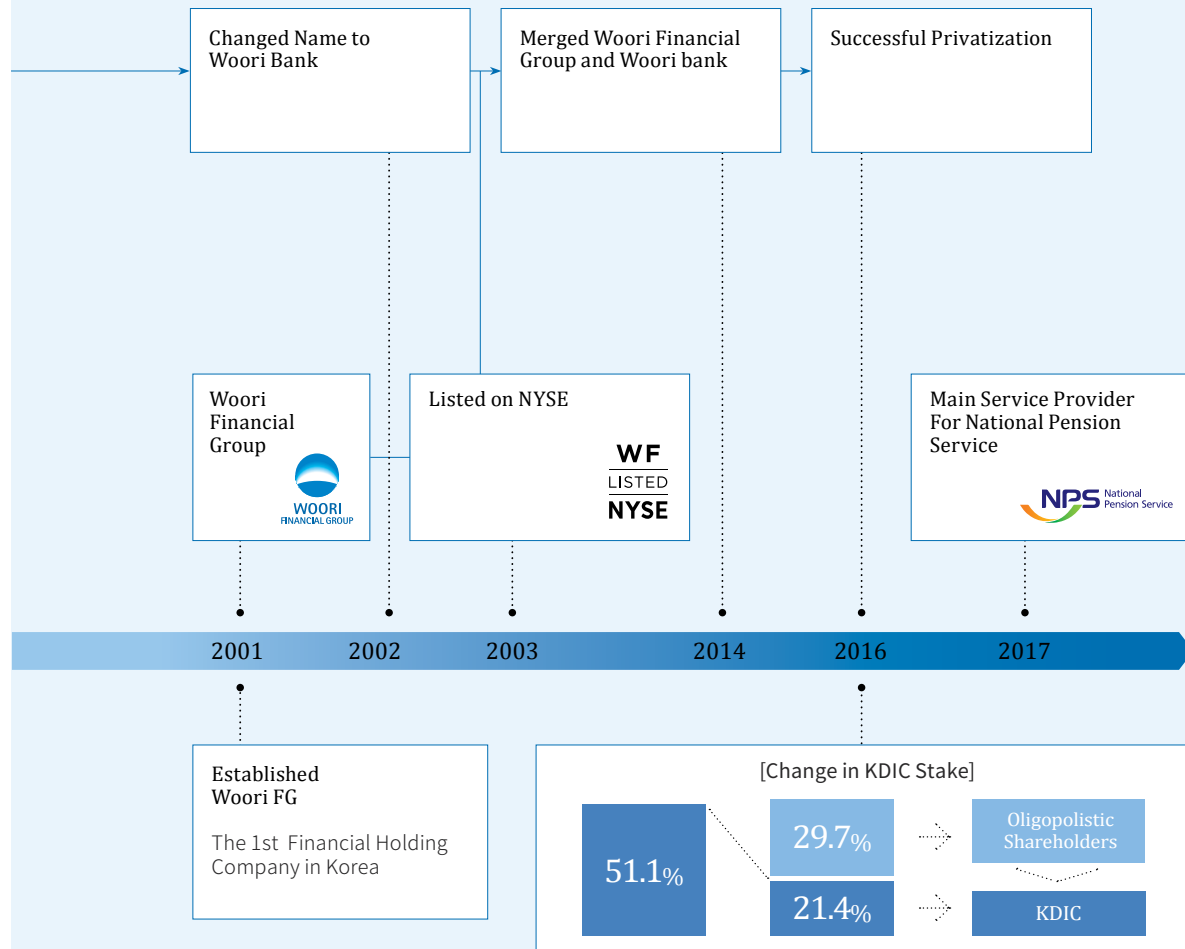 Changed Name to
Woori Bank
Merged Woori Financial
Group and Woori bank
Successful Privatization
Woori
Financial
Group
WOORI
FINANCIAL GROUP
Listed on NYSE
WF
LISTED
NYSE
Main Service Provider
For National Pension
Service
NPS National
Pension Service
2001 2002 2003 2014 2016 2017
Established
Woori FG
The 1st Financial Holding
Company in Korea
[Change in KDIC Stake]
51.1%
29.7%
Oligopolistic
Shareholders
21.4%
KDIC